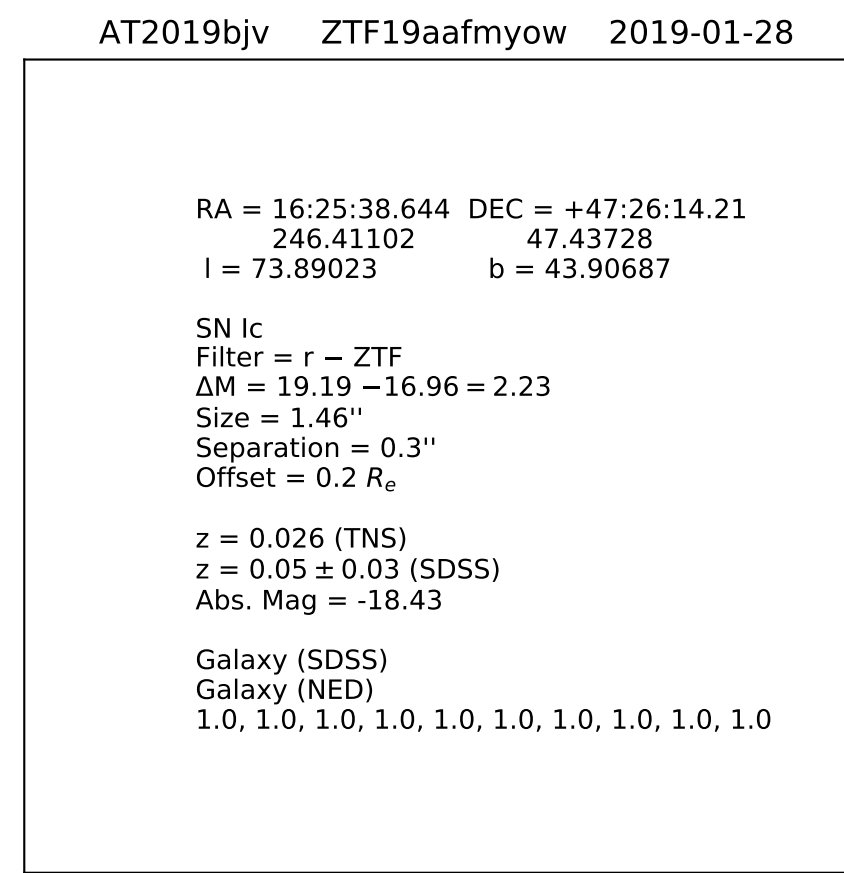 AT2019bjv ZTF19aafmyow 2019-01-28
RA = 16:25:38.644 DEC = +47:26:14.21
246.41102 47.43728
l = 73.89023 b = 43.90687
SN Ic
Filter = r − ZTF
ΔM = 19.19 −16.96 = 2.23
Size = 1.46''
Separation = 0.3''
Offset = 0.2 Rₑ
z = 0.026 (TNS)
z = 0.05 ± 0.03 (SDSS)
Abs. Mag = -18.43
Galaxy (SDSS)
Galaxy (NED)
1.0, 1.0, 1.0, 1.0, 1.0, 1.0, 1.0, 1.0, 1.0, 1.0